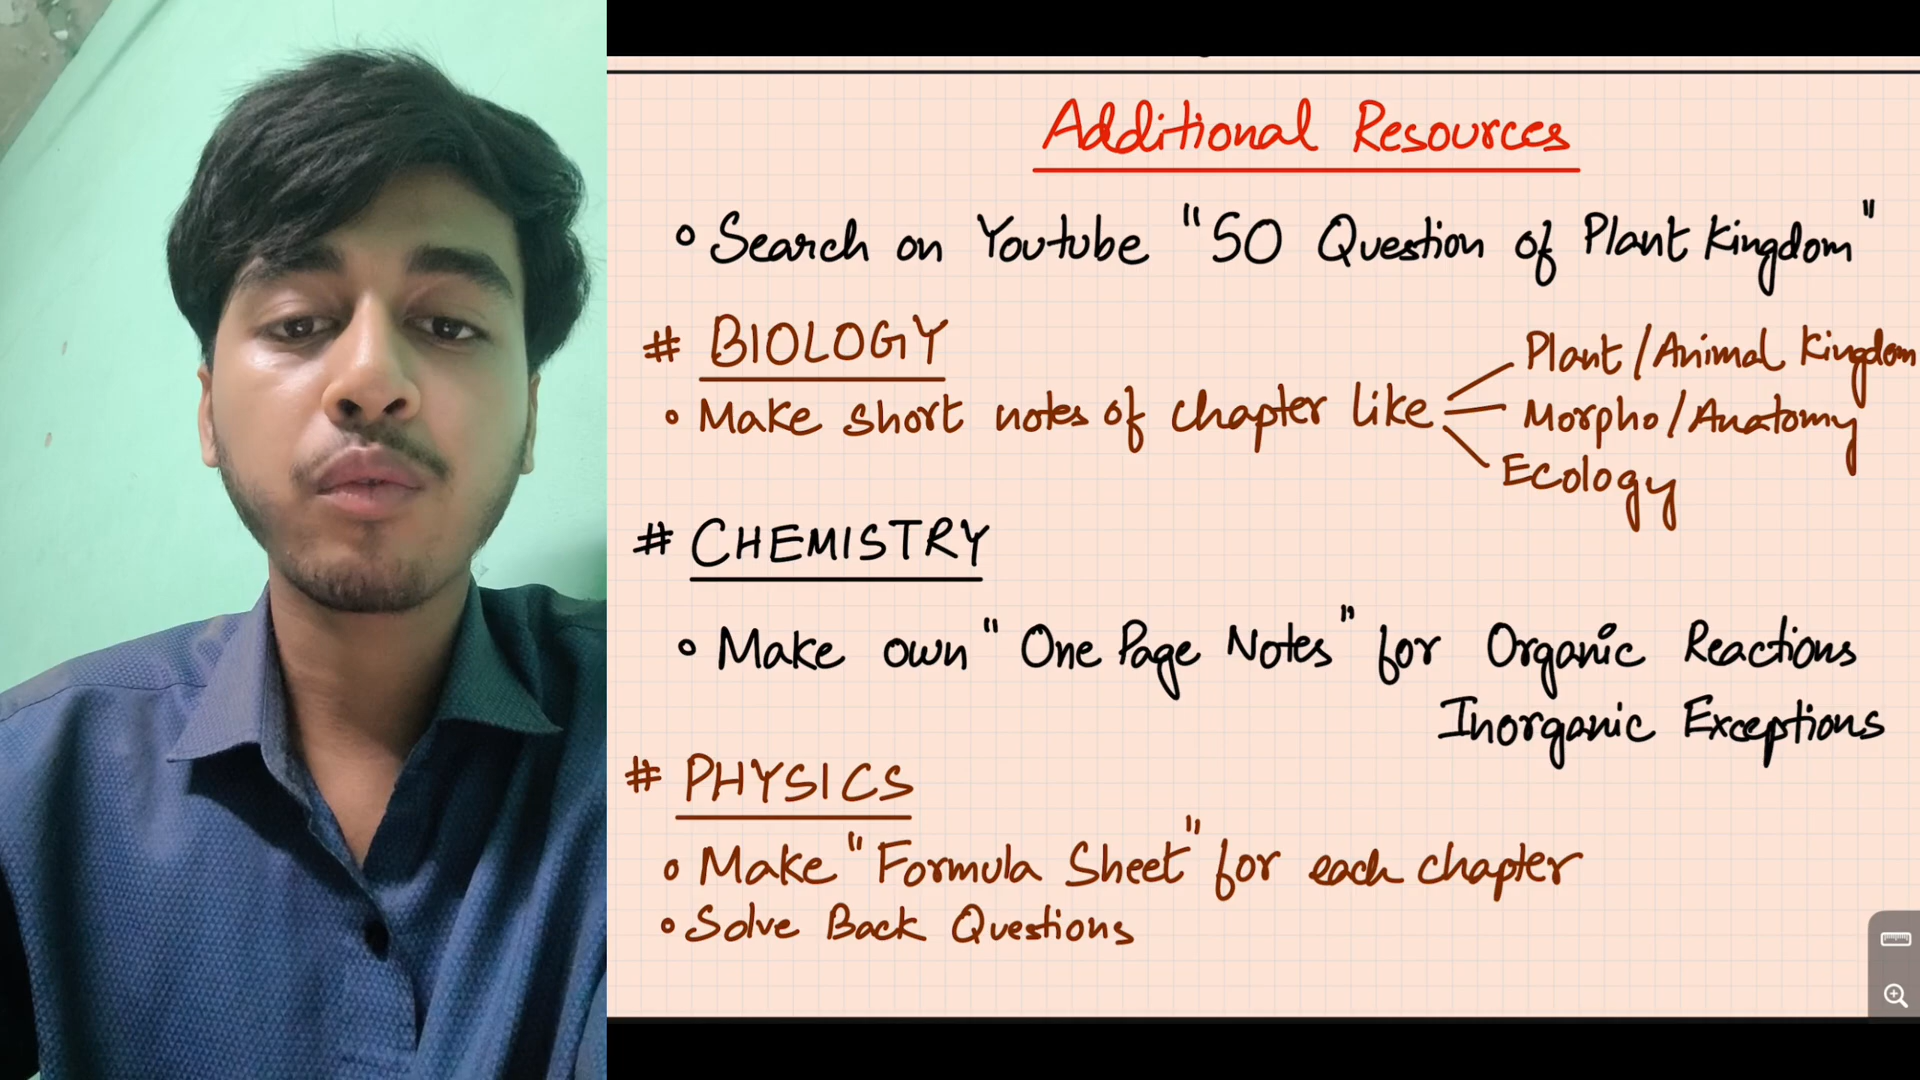 Additional Resources
• Search on Youtube "50 Question of Plant Kingdom"
# BIOLOGY
• Make short notes of chapter like
Plant/Animal Kingdom
Morpho/Anatomy
Ecology
# CHEMISTRY
• Make own "One Page Notes" for Organic Reactions
Inorganic Exceptions
# PHYSICS
• Make "Formula Sheet" for each chapter
• Solve Back Questions